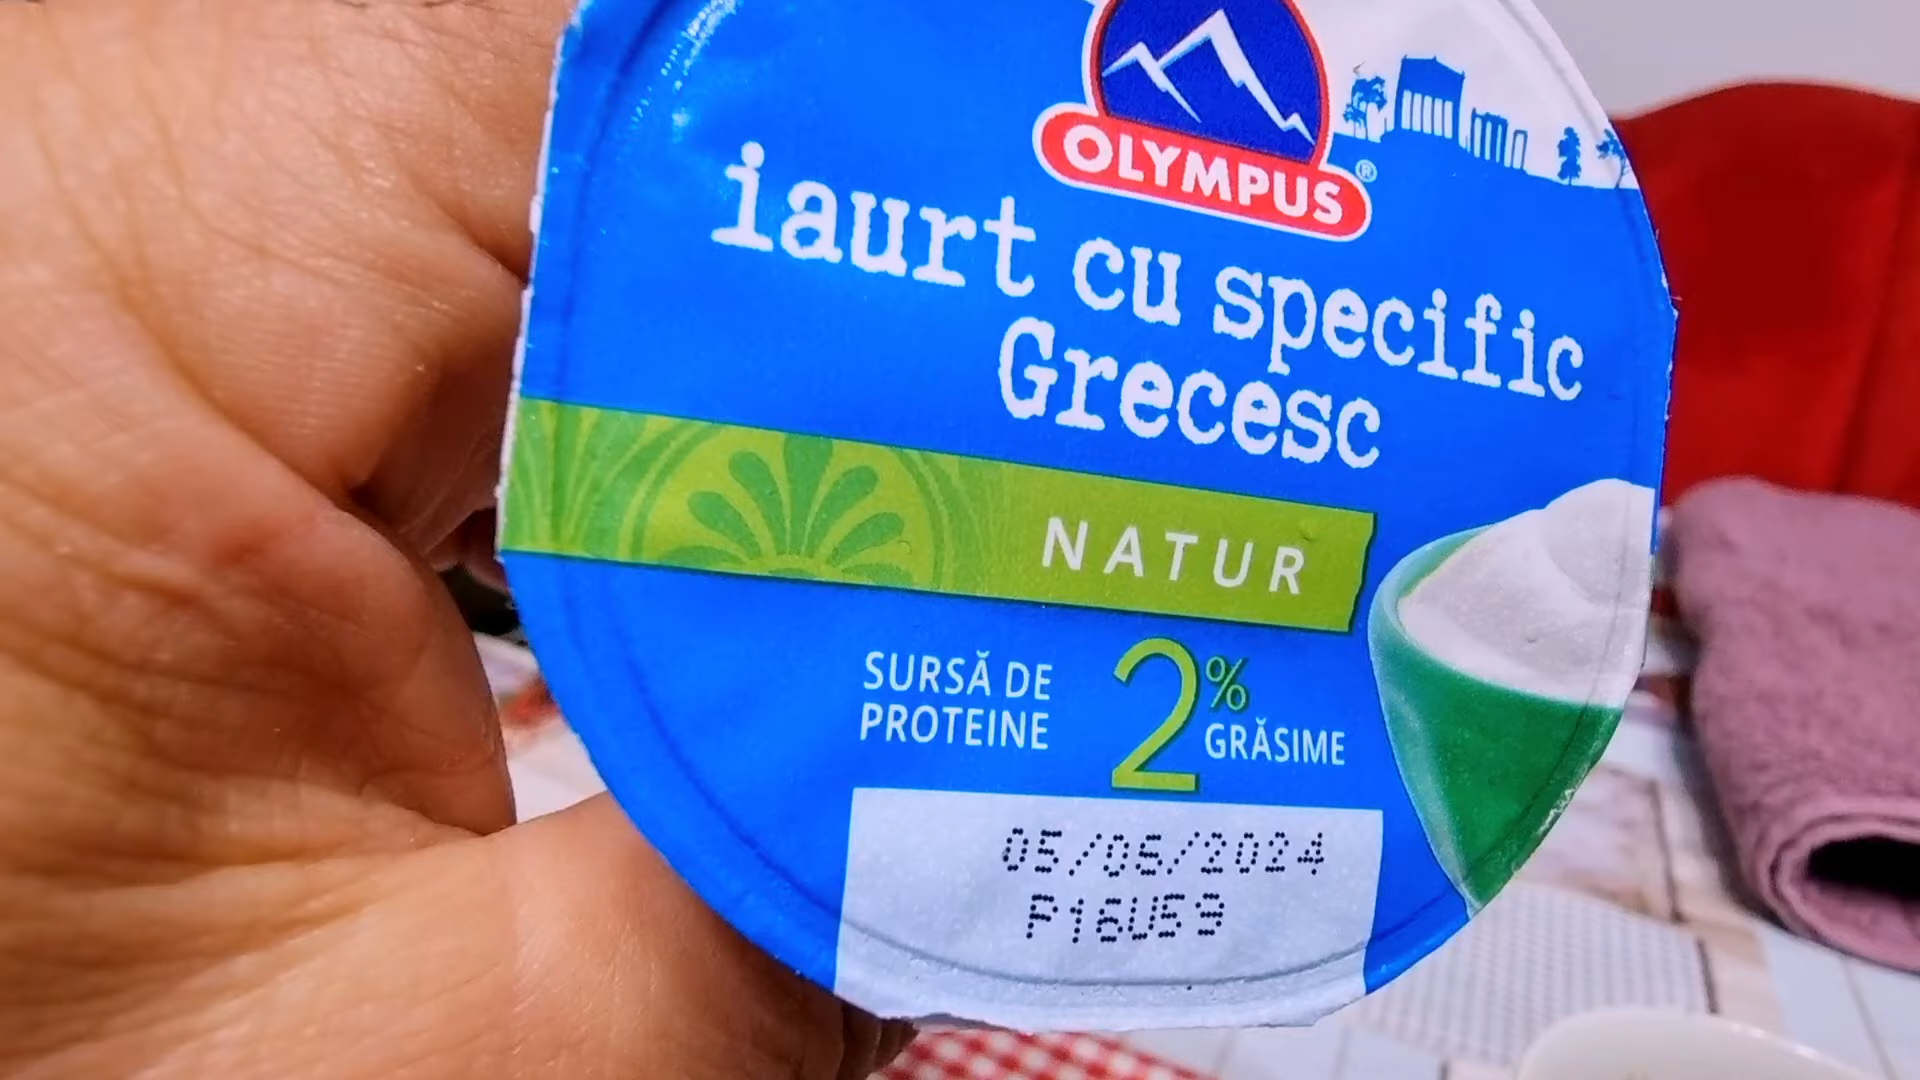 OLYMPUS®
iaurt cu specific
Grecesc
NATUR
SURSĂ DE
PROTEINE
2%
GRĂSIME
05/05/2024
P16U59